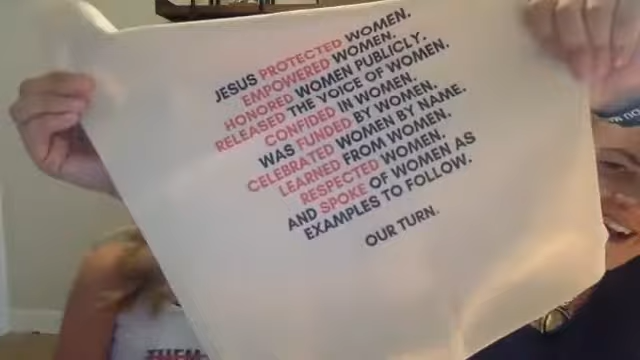 JESUS PROTECTED WOMEN.
EMPOWERED WOMEN.
HONORED WOMEN PUBLICLY.
RELEASED THE VOICE OF WOMEN.
CONFIDED IN WOMEN.
WAS FUNDED BY WOMEN.
CELEBRATED WOMEN BY NAME.
LEARNED FROM WOMEN.
RESPECTED WOMEN.
AND SPOKE OF WOMEN AS
EXAMPLES TO FOLLOW.
OUR TURN.
THEM